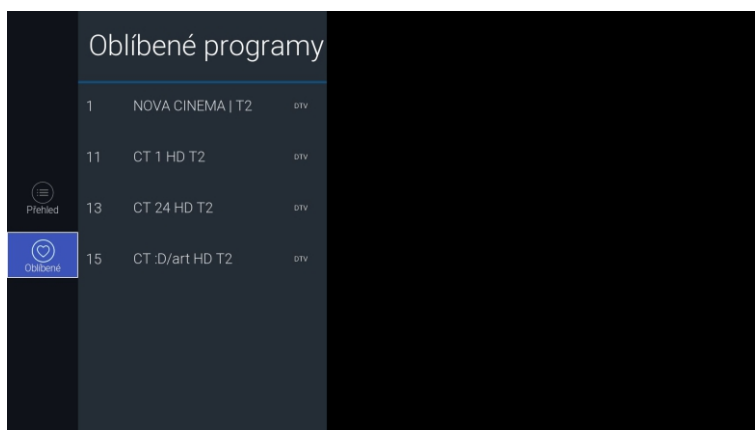 Oblíbené programy
1 NOVA CINEMA | T2 DTV
11 CT 1 HD T2 DTV
13 CT 24 HD T2 DTV
15 CT :D/art HD T2 DTV
Přehled
Oblíbené